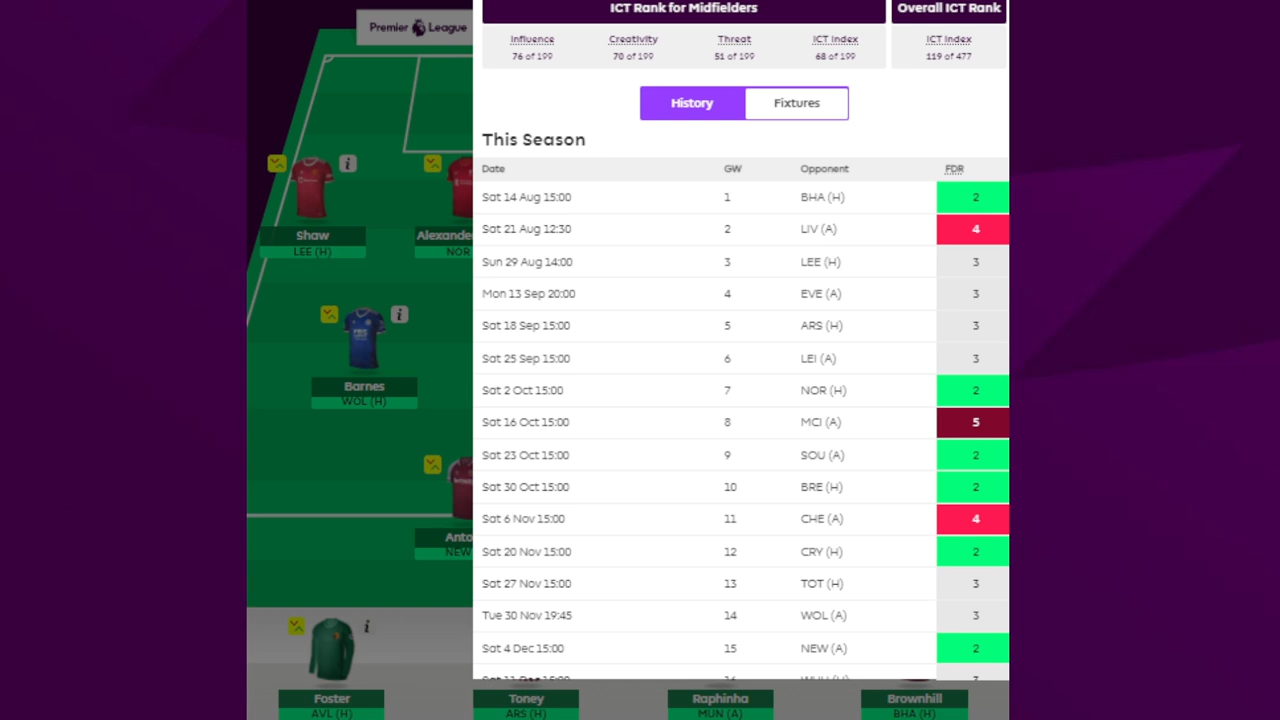 ICT Rank for Midfielders
Overall ICT Rank
Premier League
Influence Creativity Threat ICT Index ICT Index
76 of 199 70 of 199 51 of 199 68 of 199 119 of 477
History Fixtures
This Season
Date GW Opponent FDR
Sat 14 Aug 15:00 1 BHA (H) 2
Sat 21 Aug 12:30 2 LIV (A) 4
Sun 29 Aug 14:00 3 LEE (H) 3
Mon 13 Sep 20:00 4 EVE (A) 3
Sat 18 Sep 15:00 5 ARS (H) 3
Sat 25 Sep 15:00 6 LEI (A) 3
Sat 2 Oct 15:00 7 NOR (H) 2
Sat 16 Oct 15:00 8 MCI (A) 5
Sat 23 Oct 15:00 9 SOU (A) 2
Sat 30 Oct 15:00 10 BRE (H) 2
Sat 6 Nov 15:00 11 CHE (A) 4
Sat 20 Nov 15:00 12 CRY (H) 2
Sat 27 Nov 15:00 13 TOT (H) 3
Tue 30 Nov 19:45 14 WOL (A) 3
Sat 4 Dec 15:00 15 NEW (A) 2
Shaw
LEE (H)
Alexande
NOR
Barnes
WOL (H)
Anto
NEW
Foster Toney Raphinha Brownhill
AVL (H) ARS (H) MUN (A) BHA (H)